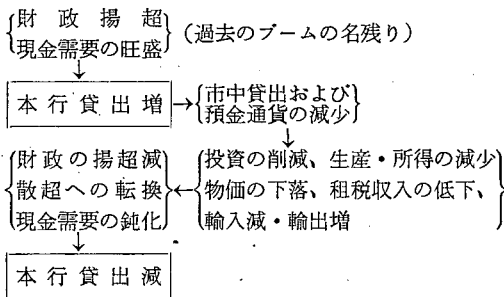 財政揚超
現金需要の旺盛
(過去のブームの名残り)
本行貸出増
市中貸出および
預金通貨の減少
財政の揚超減
散超への転換
現金需要の鈍化
投資の削減、生産・所得の減少
物価の下落、租税収入の低下、
輸入減・輸出増
本行貸出減